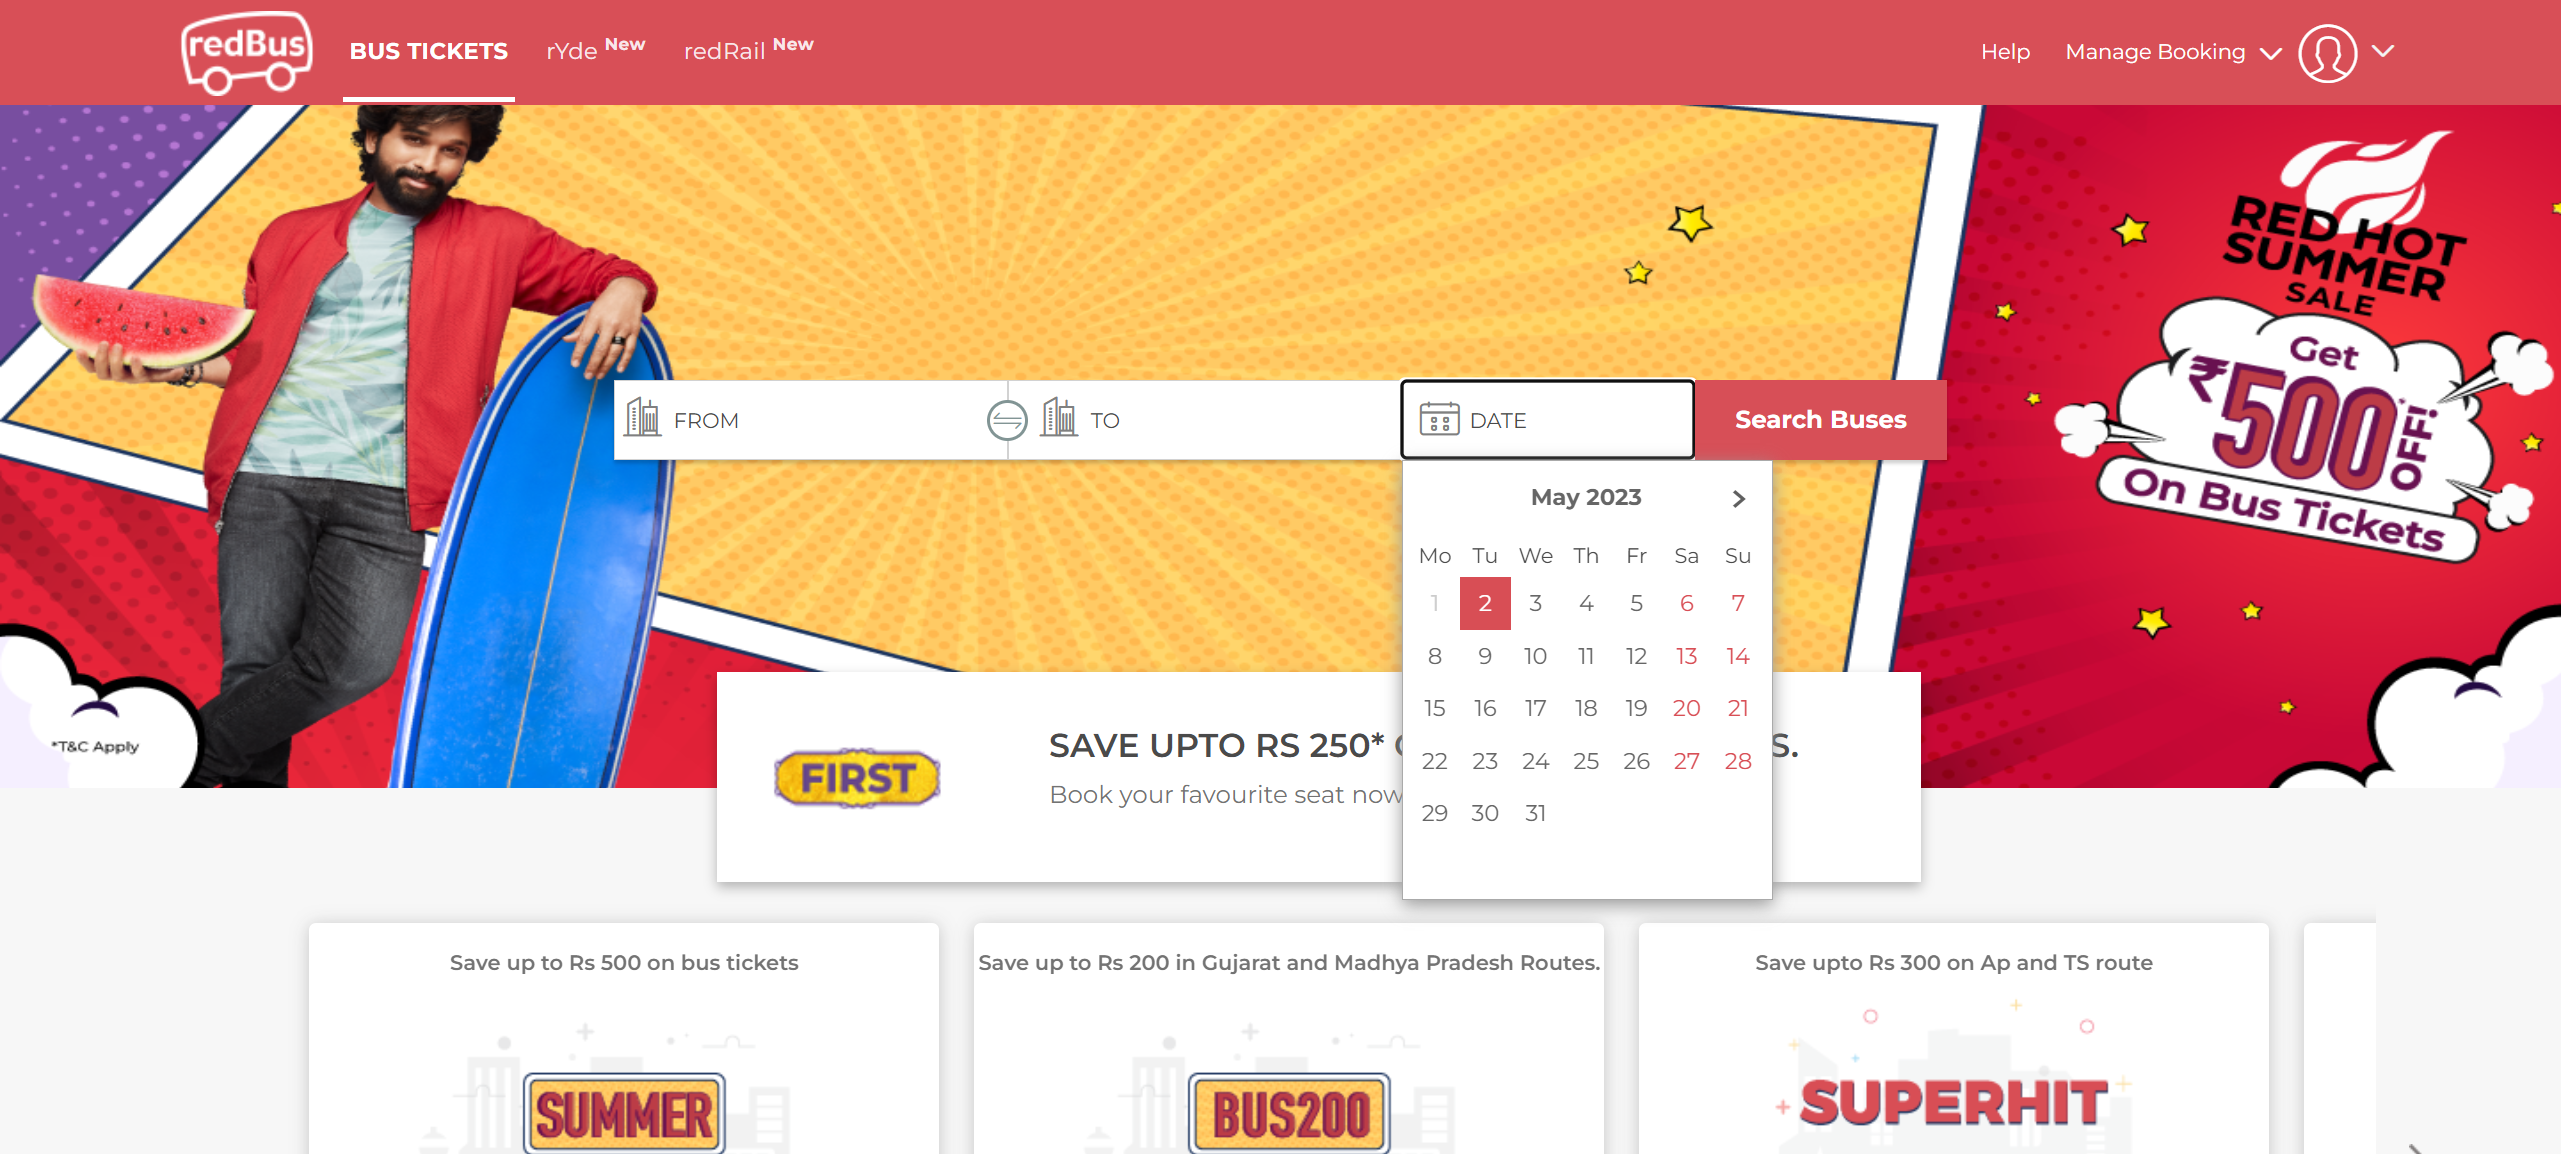 redBus
BUS TICKETS
rYde New
redRail New
Help
Manage Booking
RED HOT
SUMMER
SALE
Get
₹500 OFF!*
On Bus Tickets
FROM
TO
DATE
Search Buses
May 2023
Mo Tu We Th Fr Sa Su
1 2 3 4 5 6 7
8 9 10 11 12 13 14
15 16 17 18 19 20 21
22 23 24 25 26 27 28
29 30 31
*T&C Apply
FIRST
SAVE UPTO RS 250* S.
Book your favourite seat now
Save up to Rs 500 on bus tickets
SUMMER
Save up to Rs 200 in Gujarat and Madhya Pradesh Routes.
BUS200
Save upto Rs 300 on Ap and TS route
SUPERHIT